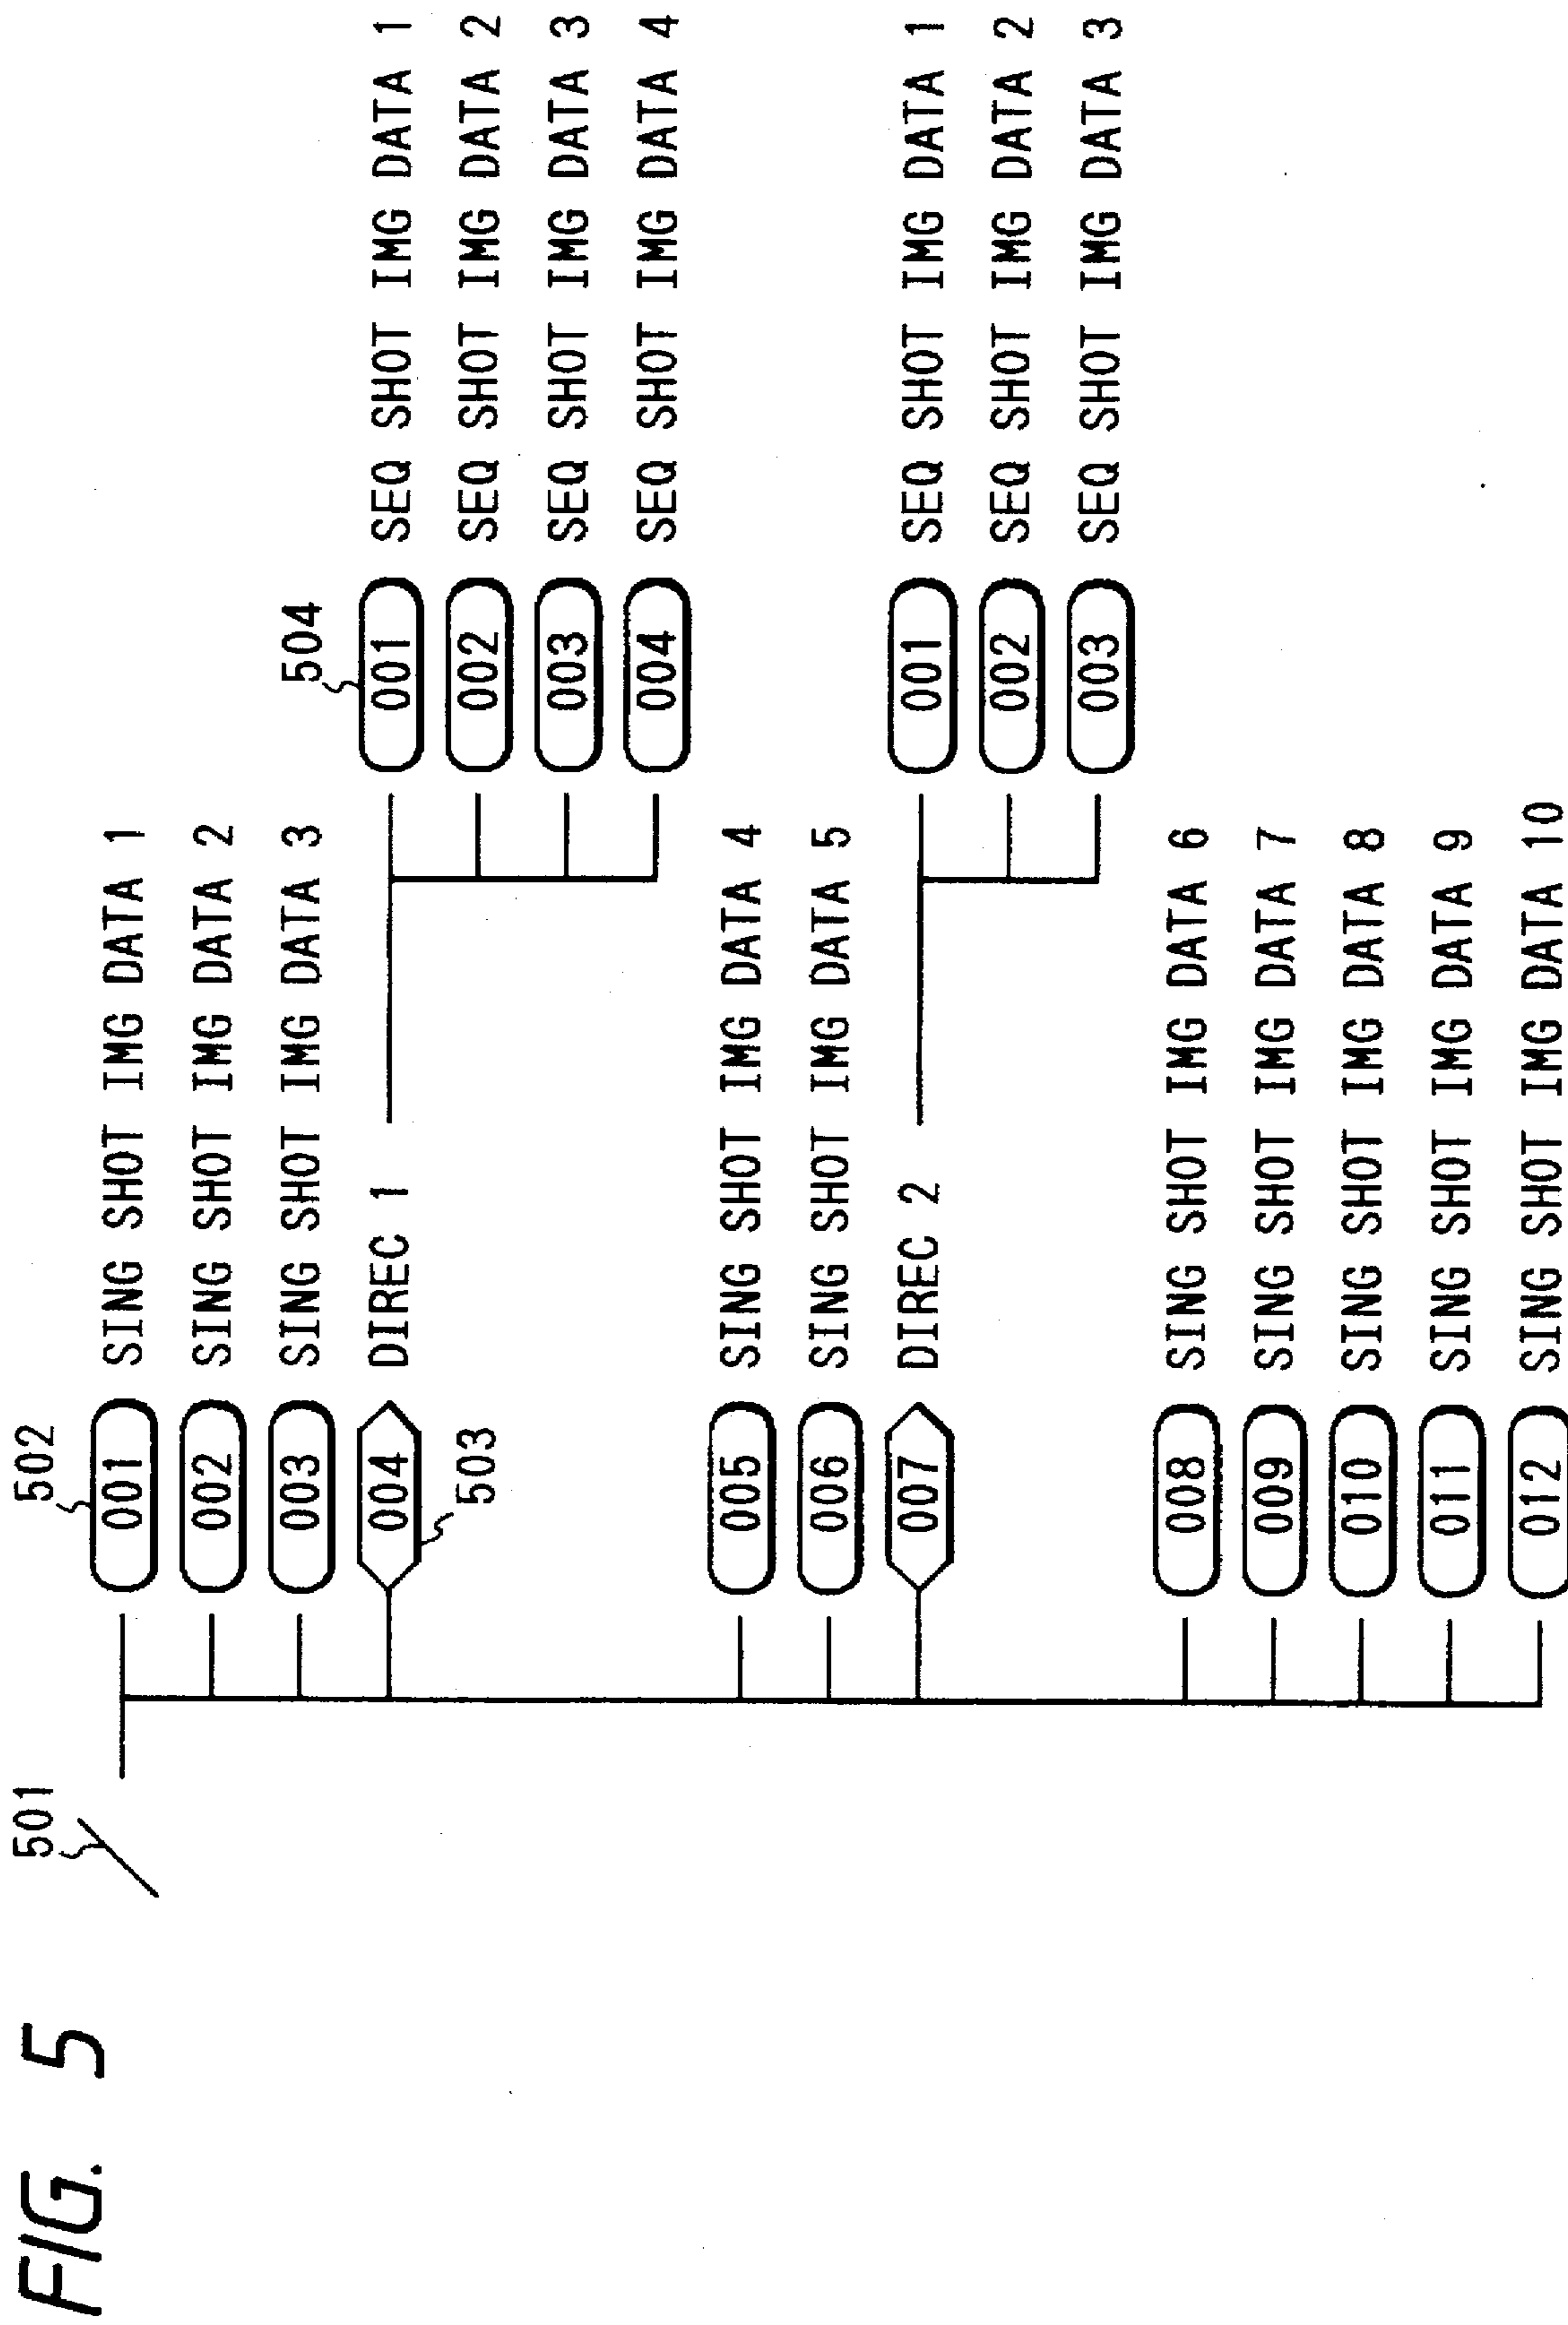 FIG. 5
501
502
001 SING SHOT IMG DATA 1
002 SING SHOT IMG DATA 2
003 SING SHOT IMG DATA 3
504
004 DIREC 1 001 SEQ SHOT IMG DATA 1
503
002 SEQ SHOT IMG DATA 2
003 SEQ SHOT IMG DATA 3
004 SEQ SHOT IMG DATA 4
005 SING SHOT IMG DATA 4
006 SING SHOT IMG DATA 5
007 DIREC 2 001 SEQ SHOT IMG DATA 1
002 SEQ SHOT IMG DATA 2
003 SEQ SHOT IMG DATA 3
008 SING SHOT IMG DATA 6
009 SING SHOT IMG DATA 7
010 SING SHOT IMG DATA 8
011 SING SHOT IMG DATA 9
012 SING SHOT IMG DATA 10